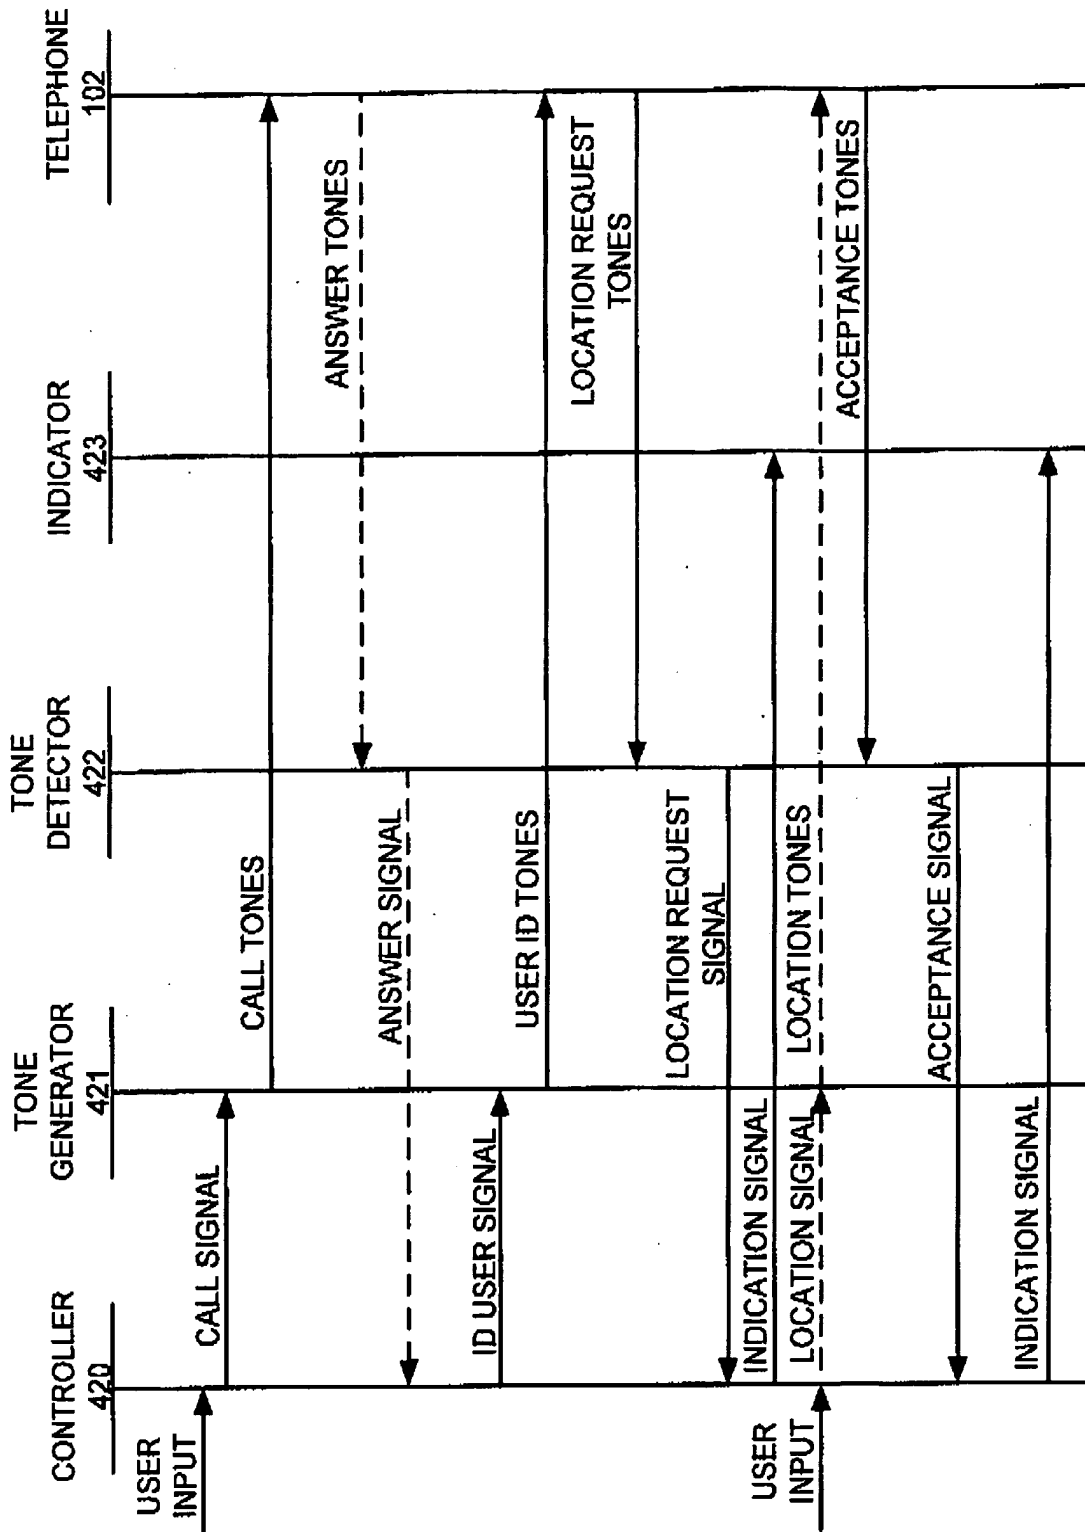 CONTROLLER
420
TONE
GENERATOR
421
TONE
DETECTOR
422
INDICATOR
423
TELEPHONE
102
USER
INPUT
CALL SIGNAL
CALL TONES
ANSWER TONES
ANSWER SIGNAL
ID USER SIGNAL
USER ID TONES
LOCATION REQUEST
TONES
LOCATION REQUEST
SIGNAL
INDICATION SIGNAL
USER
INPUT
LOCATION SIGNAL
LOCATION TONES
ACCEPTANCE TONES
ACCEPTANCE SIGNAL
INDICATION SIGNAL